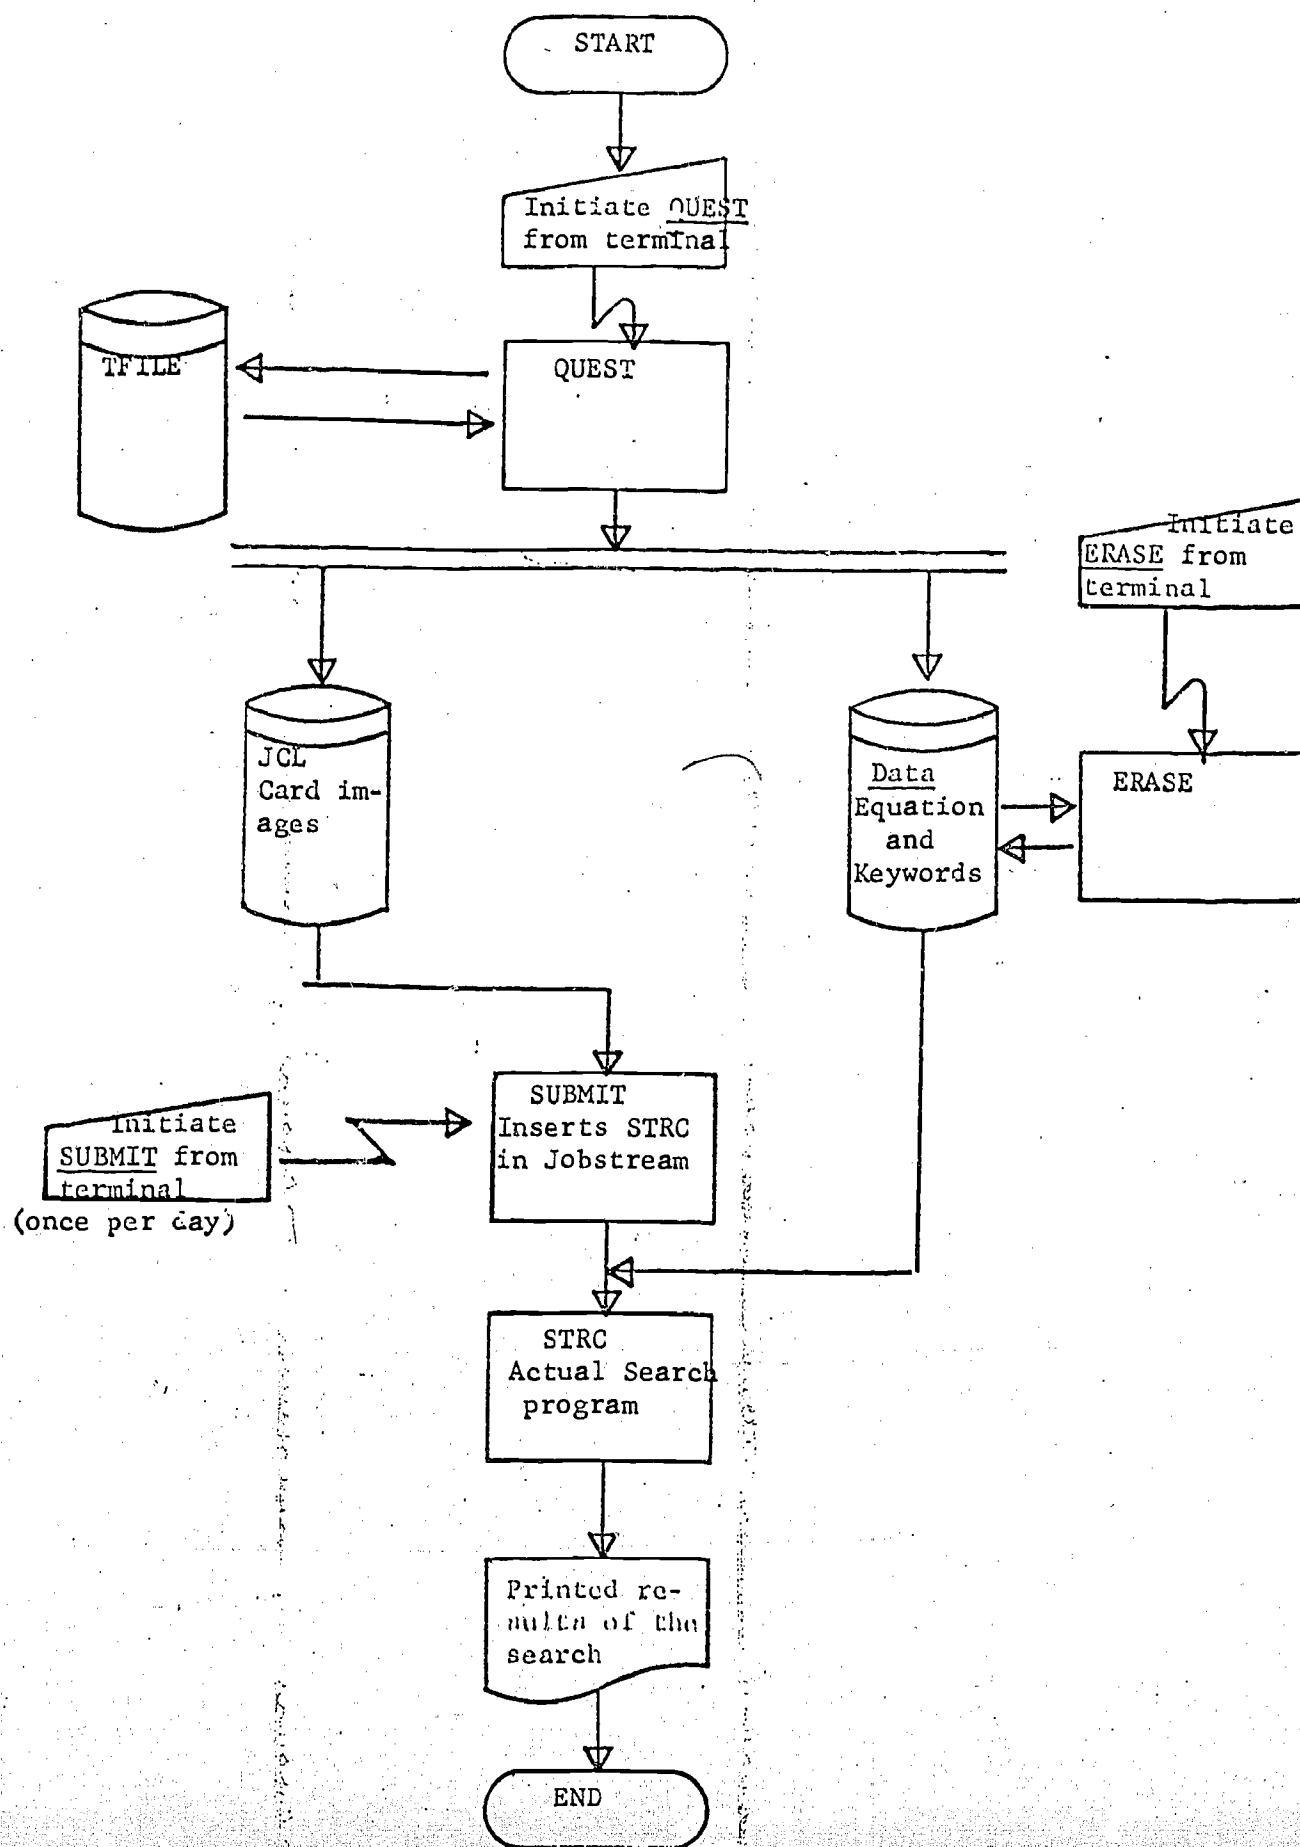 START
Initiate QUEST
from terminal
TFILE
QUEST
Initiate
ERASE from
terminal
JCL
Card im-
ages
Data
Equation
and
Keywords
ERASE
SUBMIT
Inserts STRC
in Jobstream
Initiate
SUBMIT from
terminal
(once per day)
STRC
Actual Search
program
Printed re-
sults of the
search
END